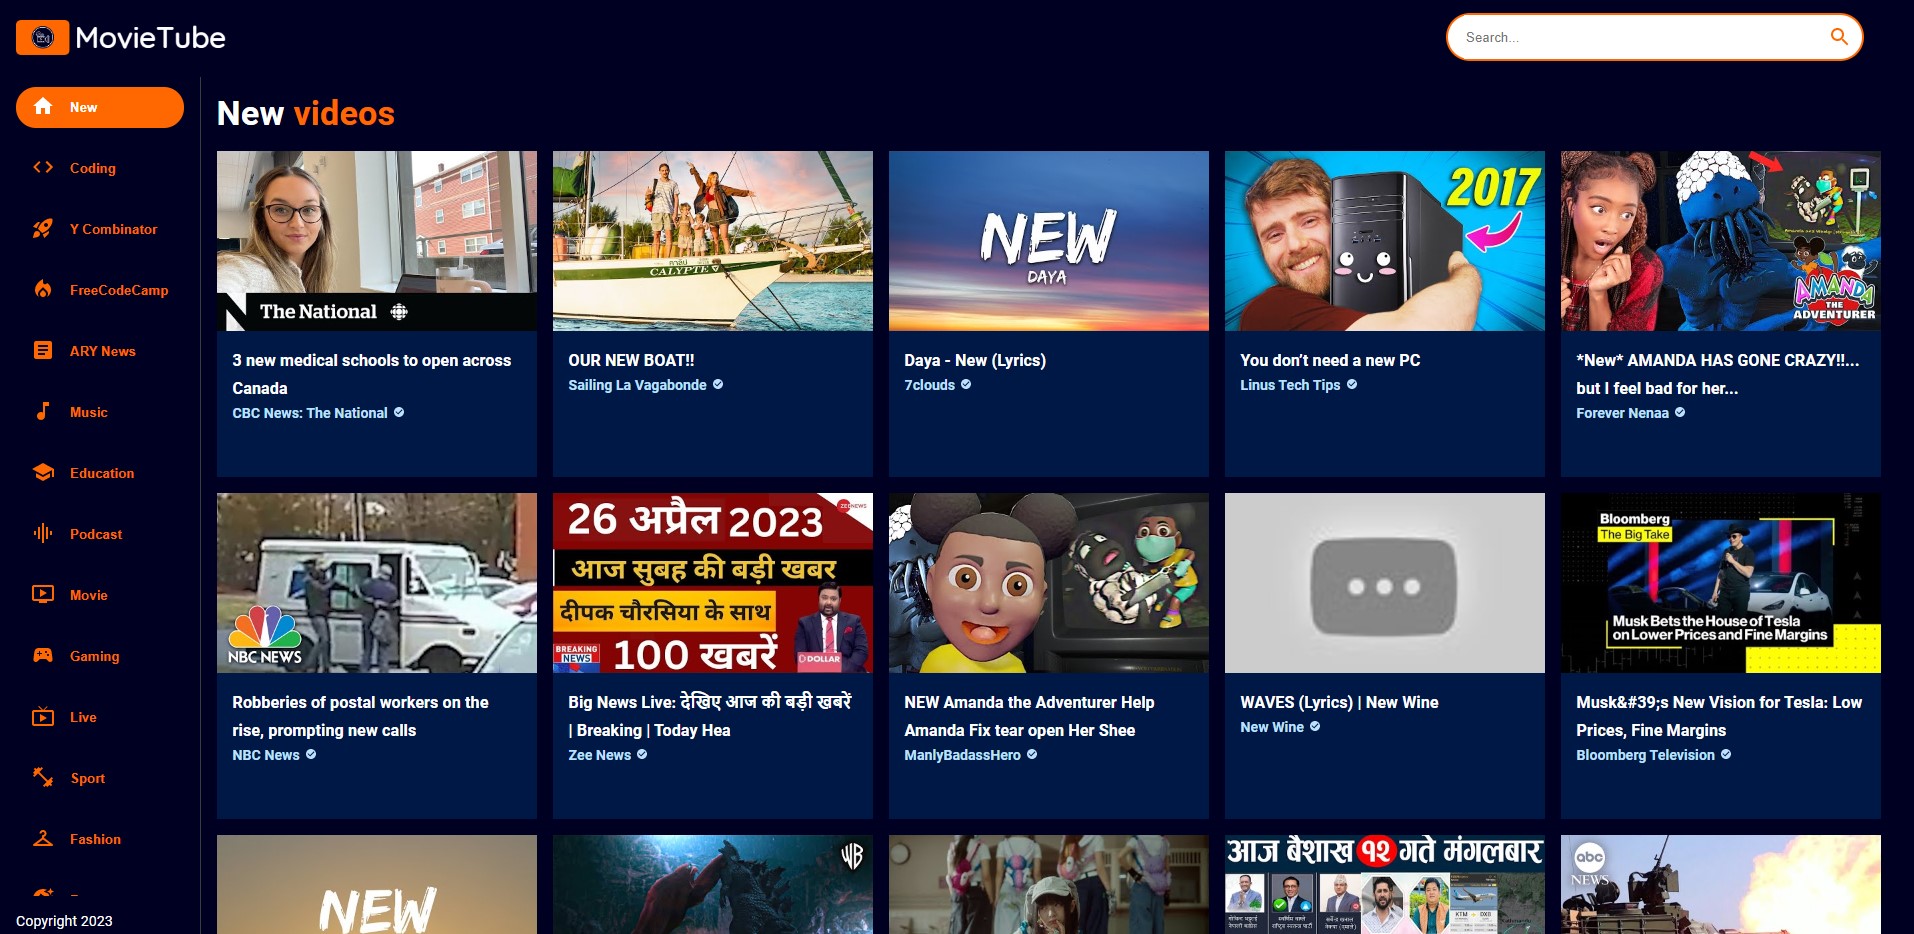 MovieTube
Search...
New
Coding
Y Combinator
FreeCodeCamp
ARY News
Music
Education
Podcast
Movie
Gaming
Live
Sport
Fashion
Copyright 2023
New videos
The National
3 new medical schools to open across
Canada
CBC News: The National
CALYPTE
OUR NEW BOAT!!
Sailing La Vagabonde
NEW
DAYA
Daya - New (Lyrics)
7clouds
2017
You don’t need a new PC
Linus Tech Tips
AMANDA
THE
ADVENTURER
*New* AMANDA HAS GONE CRAZY!!...
but I feel bad for her...
Forever Nenaa
NBC NEWS
Robberies of postal workers on the
rise, prompting new calls
NBC News
ZEE NEWS
26 अप्रैल 2023
आज सुबह की बड़ी खबर
दीपक चौरसिया के साथ
BREAKING
NEWS
100 खबरें
DOLLAR
Big News Live: देखिए आज की बड़ी खबरें
| Breaking | Today Hea
Zee News
NEW Amanda the Adventurer Help
Amanda Fix tear open Her Shee
ManlyBadassHero
WAVES (Lyrics) | New Wine
New Wine
Bloomberg
The Big Take
Musk Bets the House of Tesla
on Lower Prices and Fine Margins
Musk&#39;s New Vision for Tesla: Low
Prices, Fine Margins
Bloomberg Television
NEW
WB
आज बैशाख १२ गते मंगलबार
KTM
DXB
abc
NEWS